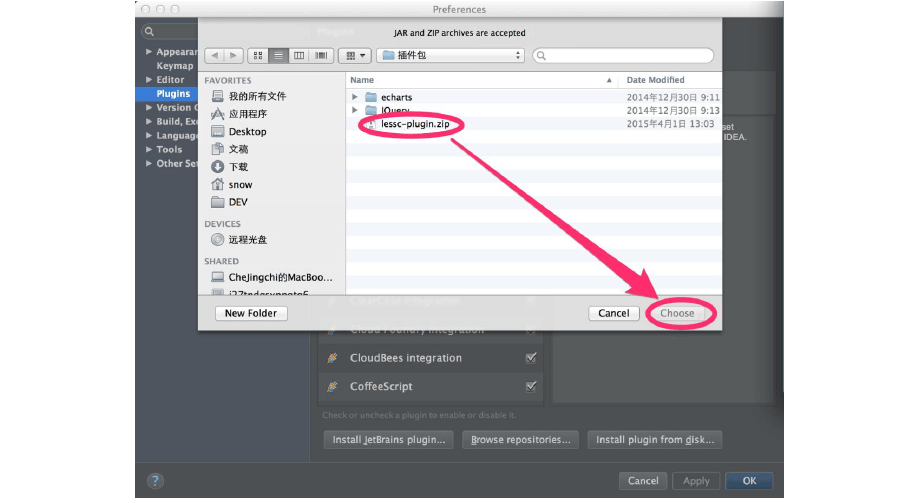 Preferences
Plugins
JAR and ZIP archives are accepted
插件包
Appearan
Keymap
Editor
Plugins
Version C
Build, Exe
Languag
Tools
Other Set
FAVORITES
我的所有文件
应用程序
Desktop
文稿
下载
snow
DEV
DEVICES
远程光盘
SHARED
CheJingchi的MacBoo...
Name
Date Modified
echarts
2014年12月30日 9:11
jQuery
2014年12月30日 9:13
lessc-plugin.zip
2015年4月1日 13:03
set
IDEA.
New Folder
Cancel
Choose
ClearCase Integration
Cloud Foundry integration
CloudBees integration
CoffeeScript
Check or uncheck a plugin to enable or disable it.
Install JetBrains plugin...
Browse repositories...
Install plugin from disk...
?
Cancel
Apply
OK